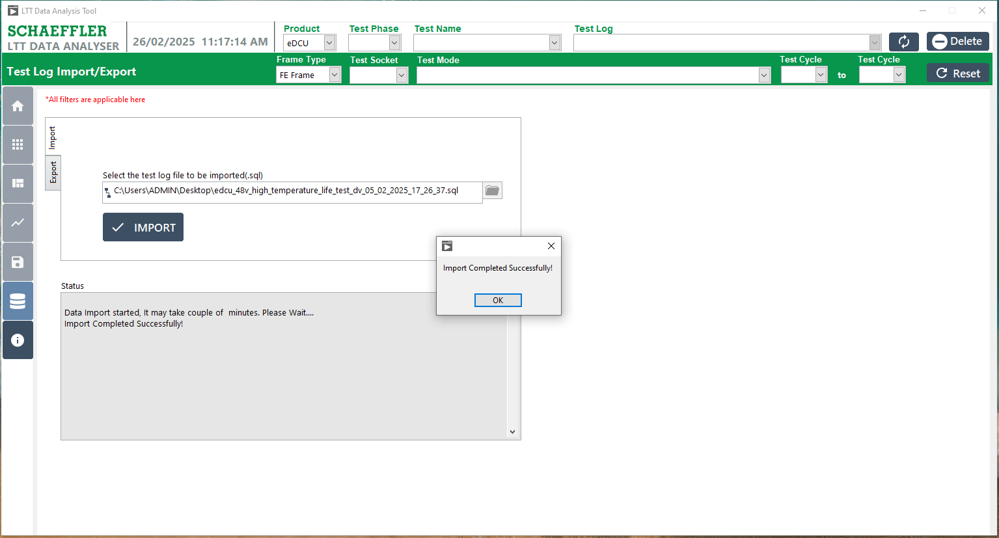 LTT Data Analysis Tool
SCHAEFFLER
LTT DATA ANALYSER
26/02/2025 11:17:14 AM
Product
Test Phase
Test Name
Test Log
eDCU
Delete
Test Log Import/Export
Frame Type
Test Socket
Test Mode
Test Cycle
Test Cycle
FE Frame
to
Reset
*All filters are applicable here
Import
Export
Select the test log file to be imported(.sql)
C:\Users\ADMIN\Desktop\edcu_48v_high_temperature_life_test_dv_05_02_2025_17_26_37.sql
IMPORT
Import Completed Successfully!
OK
Status
Data Import started, It may take couple of  minutes. Please Wait....
Import Completed Successfully!